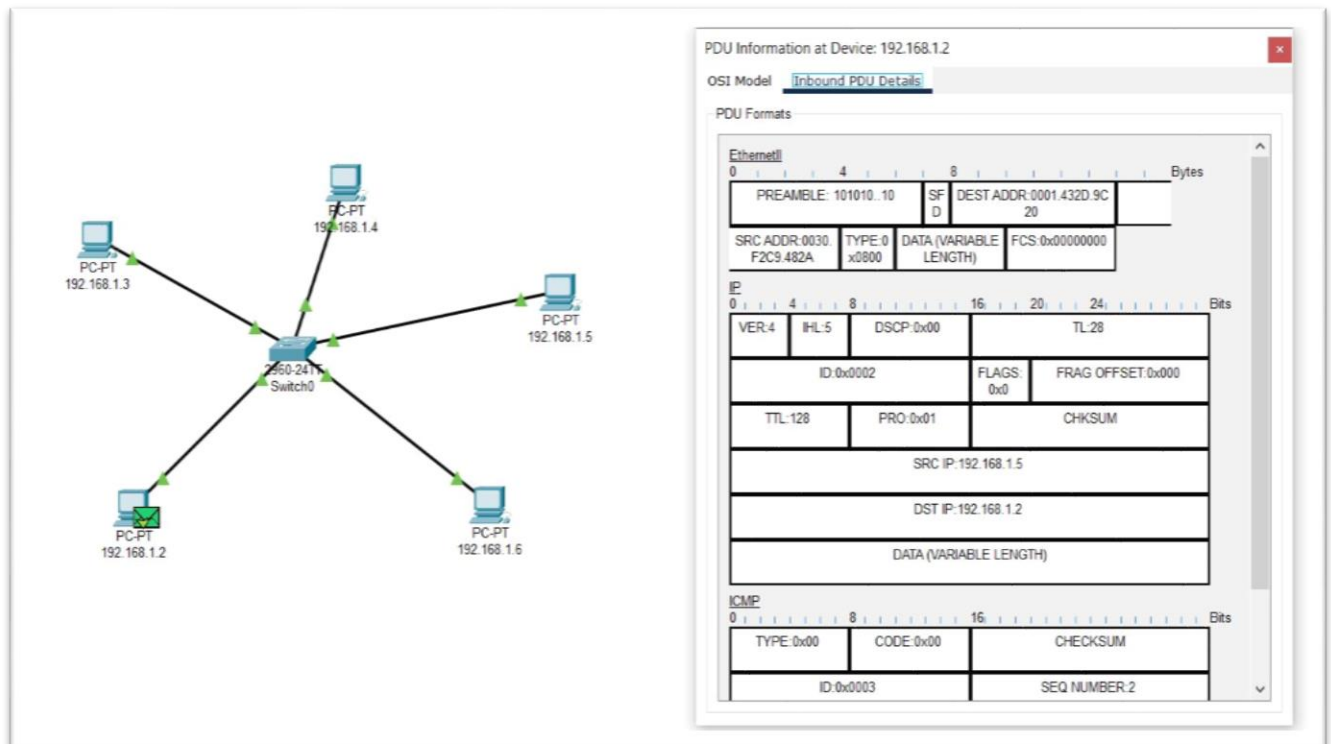 PC-PT
192.168.1.4
PC-PT
192.168.1.3
PC-PT
192.168.1.5
2960-24TT
Switch0
PC-PT
192.168.1.2
PC-PT
192.168.1.6
PDU Information at Device: 192.168.1.2
OSI Model Inbound PDU Details
PDU Formats
EthernetII
0 4 8 Bytes
PREAMBLE: 101010..10
SF
D
DEST ADDR:0001.432D.9C
20
SRC ADDR:0030.
F2C9.482A
TYPE:0
x0800
DATA (VARIABLE
LENGTH)
FCS:0x00000000
IP
0 4 8 16 20 24 Bits
VER:4 IHL:5 DSCP:0x00 TL:28
ID:0x0002
FLAGS:
0x0
FRAG OFFSET:0x000
TTL:128 PRO:0x01 CHKSUM
SRC IP:192.168.1.5
DST IP:192.168.1.2
DATA (VARIABLE LENGTH)
ICMP
0 8 16 Bits
TYPE:0x00 CODE:0x00 CHECKSUM
ID:0x0003 SEQ NUMBER:2